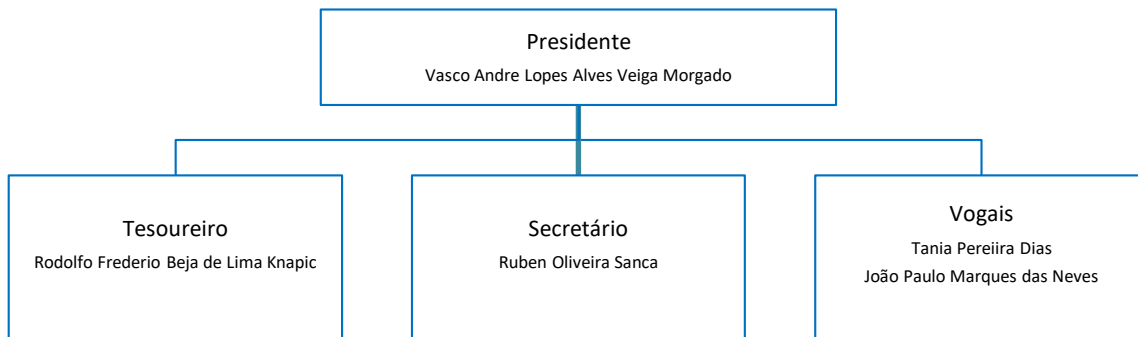 Presidente
Vasco Andre Lopes Alves Veiga Morgado
Tesoureiro
Rodolfo Frederio Beja de Lima Knapic
Secretário
Ruben Oliveira Sanca
Vogais
Tania Pereiira Dias
João Paulo Marques das Neves